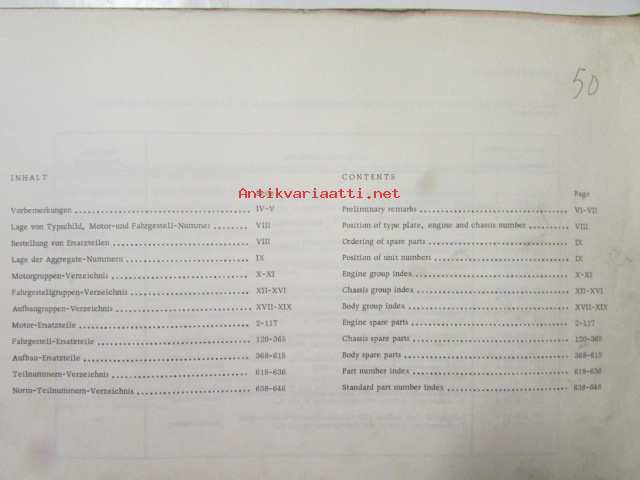 50
INHALT
Antikvariaatti.net
Vorbemerkungen IV-V
Lage von Typschild, Motor-und Fahrgestell-Nummer VIII
Bestellung von Ersatzteilen VIII
Lage der Aggregate-Nummern IX
Motorgruppen-Verzeichnis X-XI
Fahrgestellgruppen-Verzeichnis XII-XVI
Aufbaugruppen-Verzeichnis XVII-XIX
Motor-Ersatzteile 2-117
Fahrgestell-Ersatzteile 120-365
Aufbau-Ersatzteile 368-615
Teilnummern-Verzeichnis 618-636
Norm-Teilnummern-Verzeichnis 638-646
CONTENTS
Page
Preliminary remarks VI-VII
Position of type plate, engine and chassis number VIII
Ordering of spare parts IX
Position of unit numbers IX
Engine group index X-XI
Chassis group index XII-XVI
Body group index XVII-XIX
Engine spare parts 2-117
Chassis spare parts 120-365
Body spare parts 368-615
Part number index 618-636
Standard part number index 638-646